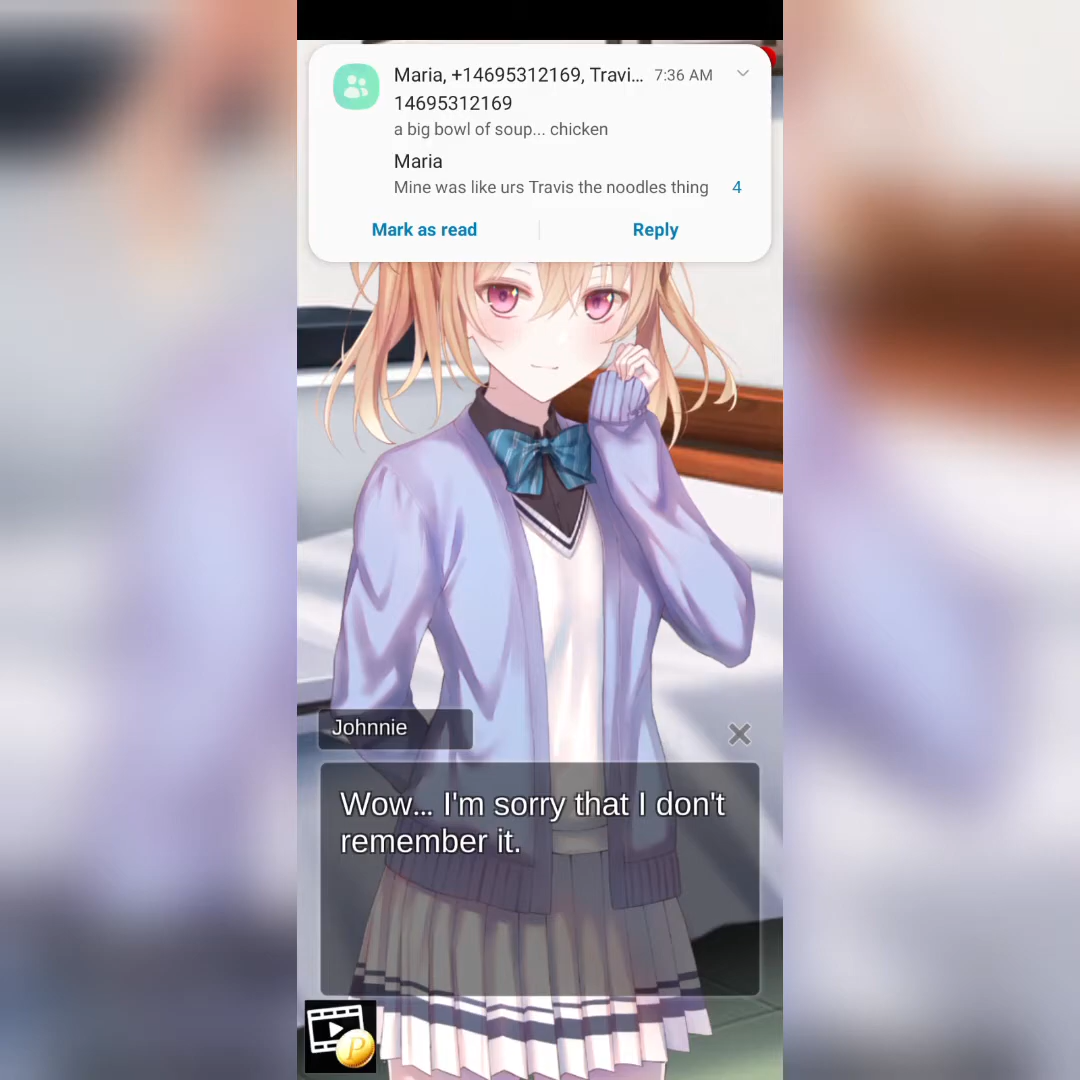 Maria, +14695312169, Travi... 7:36 AM
14695312169
a big bowl of soup... chicken
Maria
Mine was like urs Travis the noodles thing 4
Mark as read Reply
Johnnie
Wow... I'm sorry that I don't
remember it.
P